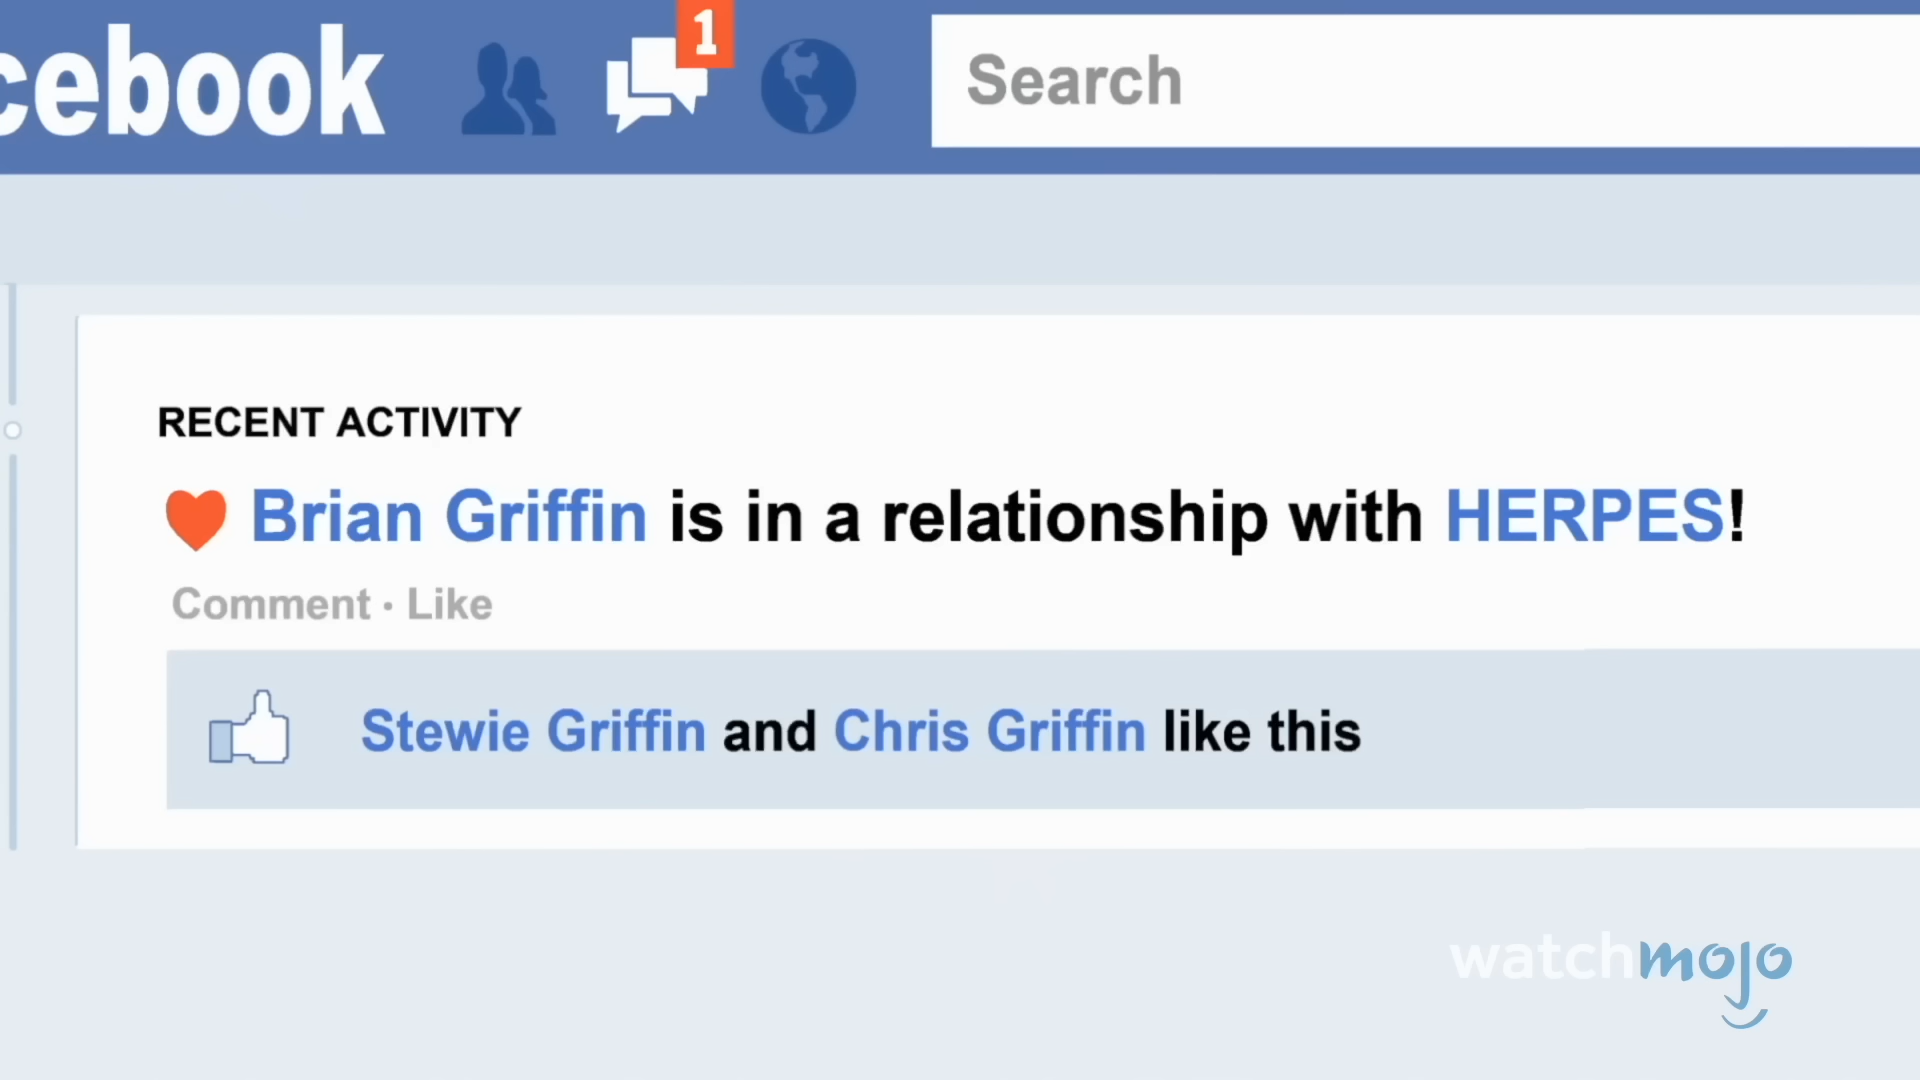 cebook
1
Search
RECENT ACTIVITY
Brian Griffin is in a relationship with HERPES!
Comment · Like
Stewie Griffin and Chris Griffin like this
watchmojo